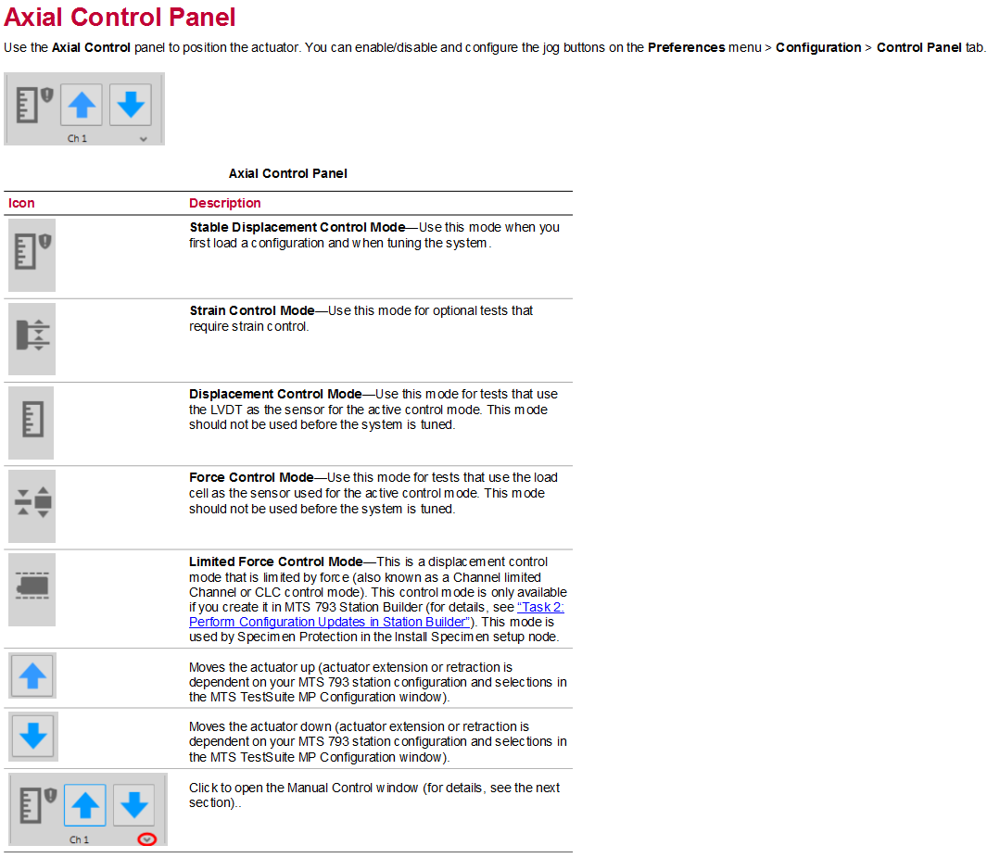 Axial Control Panel
Use the Axial Control panel to position the actuator. You can enable/disable and configure the jog buttons on the Preferences menu > Configuration > Control Panel tab.
Ch 1
Axial Control Panel
Icon Description
Stable Displacement Control Mode—Use this mode when you
first load a configuration and when tuning the system.
Strain Control Mode—Use this mode for optional tests that
require strain control.
Displacement Control Mode—Use this mode for tests that use
the LVDT as the sensor for the active control mode. This mode
should not be used before the system is tuned.
Force Control Mode—Use this mode for tests that use the load
cell as the sensor used for the active control mode. This mode
should not be used before the system is tuned.
Limited Force Control Mode—This is a displacement control
mode that is limited by force (also known as a Channel limited
Channel or CLC control mode). This control mode is only available
if you create it in MTS 793 Station Builder (for details, see “Task 2:
Perform Configuration Updates in Station Builder”). This mode is
used by Specimen Protection in the Install Specimen setup node.
Moves the actuator up (actuator extension or retraction is
dependent on your MTS 793 station configuration and selections in
the MTS TestSuite MP Configuration window).
Moves the actuator down (actuator extension or retraction is
dependent on your MTS 793 station configuration and selections in
the MTS TestSuite MP Configuration window).
Click to open the Manual Control window (for details, see the next
section)..
Ch 1